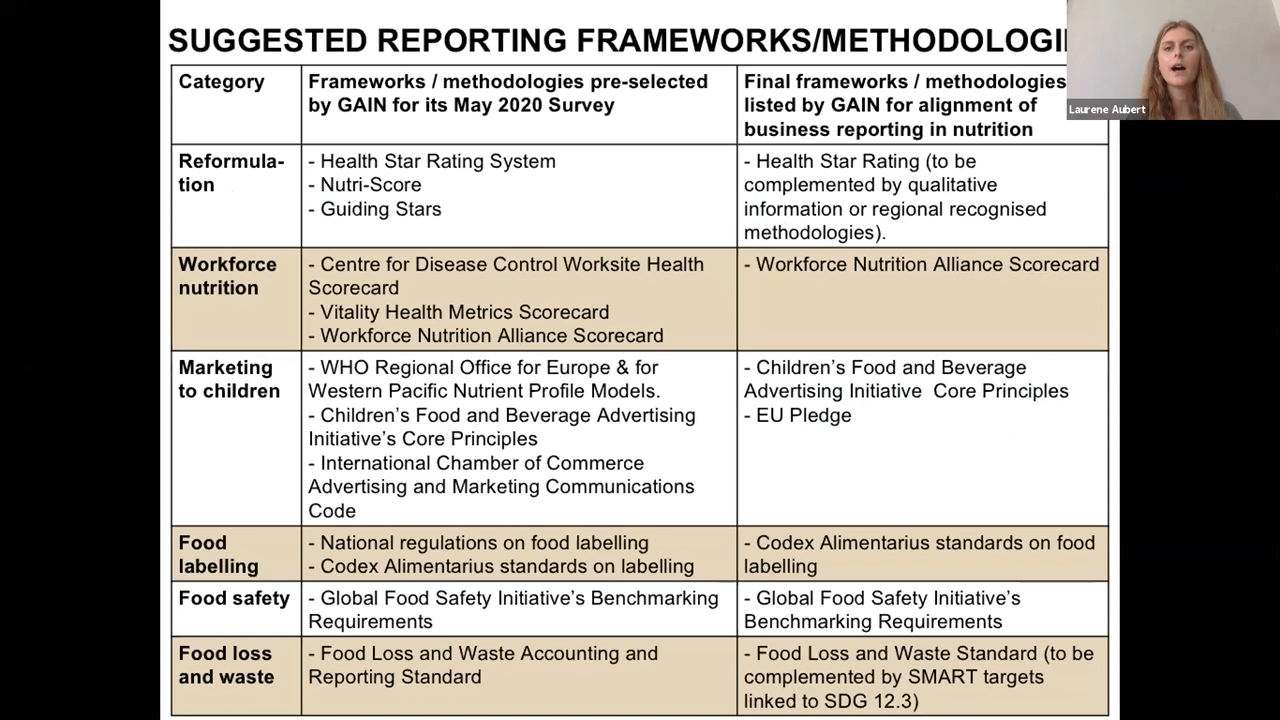 SUGGESTED REPORTING FRAMEWORKS/METHODOLOGI
Laurene Aubert
Category
Frameworks / methodologies pre-selected
by GAIN for its May 2020 Survey
Final frameworks / methodologies
listed by GAIN for alignment of
business reporting in nutrition
Reformula-
tion
- Health Star Rating System
- Nutri-Score
- Guiding Stars
- Health Star Rating (to be
complemented by qualitative
information or regional recognised
methodologies).
Workforce
nutrition
- Centre for Disease Control Worksite Health
Scorecard
- Vitality Health Metrics Scorecard
- Workforce Nutrition Alliance Scorecard
- Workforce Nutrition Alliance Scorecard
Marketing
to children
- WHO Regional Office for Europe & for
Western Pacific Nutrient Profile Models.
- Children's Food and Beverage Advertising
Initiative's Core Principles
- International Chamber of Commerce
Advertising and Marketing Communications
Code
- Children's Food and Beverage
Advertising Initiative  Core Principles
- EU Pledge
Food
labelling
- National regulations on food labelling
- Codex Alimentarius standards on labelling
- Codex Alimentarius standards on food
labelling
Food safety
- Global Food Safety Initiative's Benchmarking
Requirements
- Global Food Safety Initiative's
Benchmarking Requirements
Food loss
and waste
- Food Loss and Waste Accounting and
Reporting Standard
- Food Loss and Waste Standard (to be
complemented by SMART targets
linked to SDG 12.3)